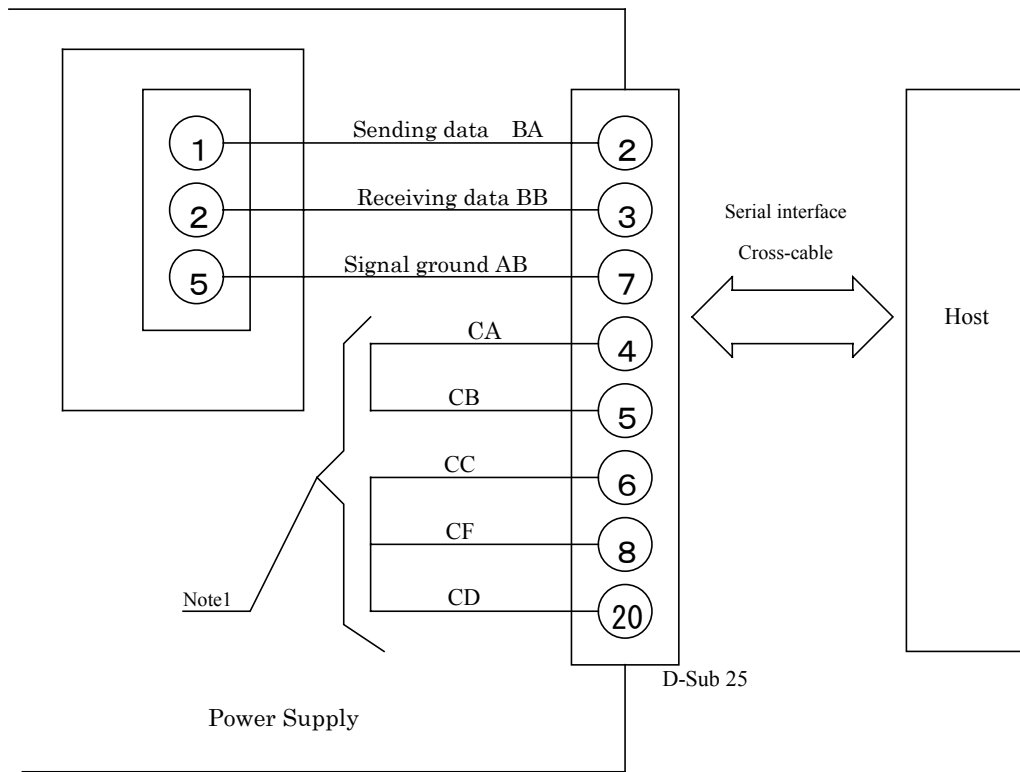 1 Sending data BA 2
2 Receiving data BB 3
5 Signal ground AB 7
Serial interface
Cross-cable
Host
CA 4
CB 5
CC 6
CF 8
CD 20
Note1
D-Sub 25
Power Supply